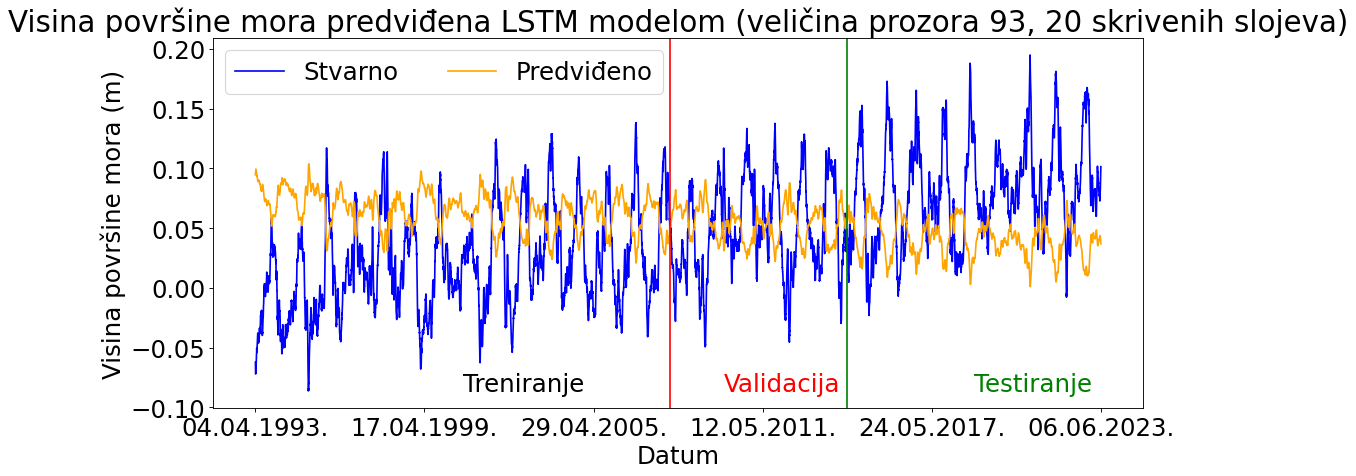 Visina površine mora predviđena LSTM modelom (veličina prozora 93, 20 skrivenih slojeva)
Stvarno
Predviđeno
Visina površine mora (m)
0.20
0.15
0.10
0.05
0.00
−0.05
−0.10
Treniranje
Validacija
Testiranje
04.04.1993.
17.04.1999.
29.04.2005.
12.05.2011.
24.05.2017.
06.06.2023.
Datum